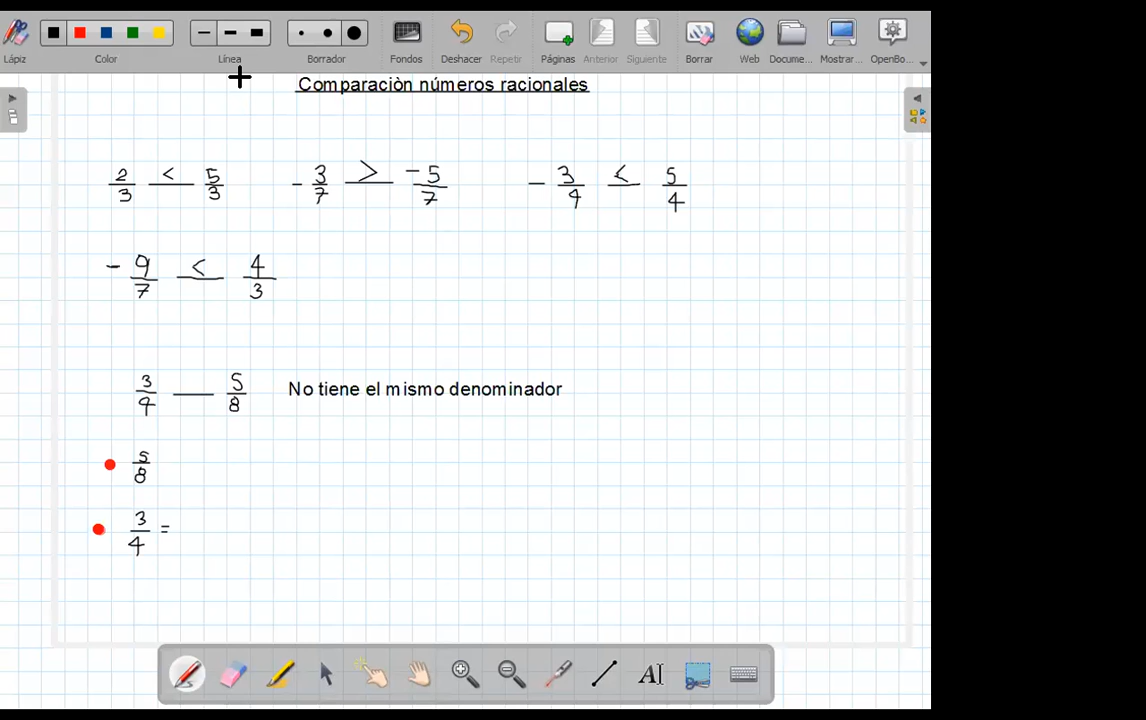 Lápiz Color Línea Borrador Fondos Deshacer Repetir Páginas Anterior Siguiente Borrar Web Docume... Mostrar... OpenBo...
Comparaciòn números racionales
2/3 < 5/3 - 3/7 > -5/7 - 3/4 < 5/4
- 9/7 < 4/3
3/4 __ 5/8 No tiene el mismo denominador
5/8
3/4 =
AI